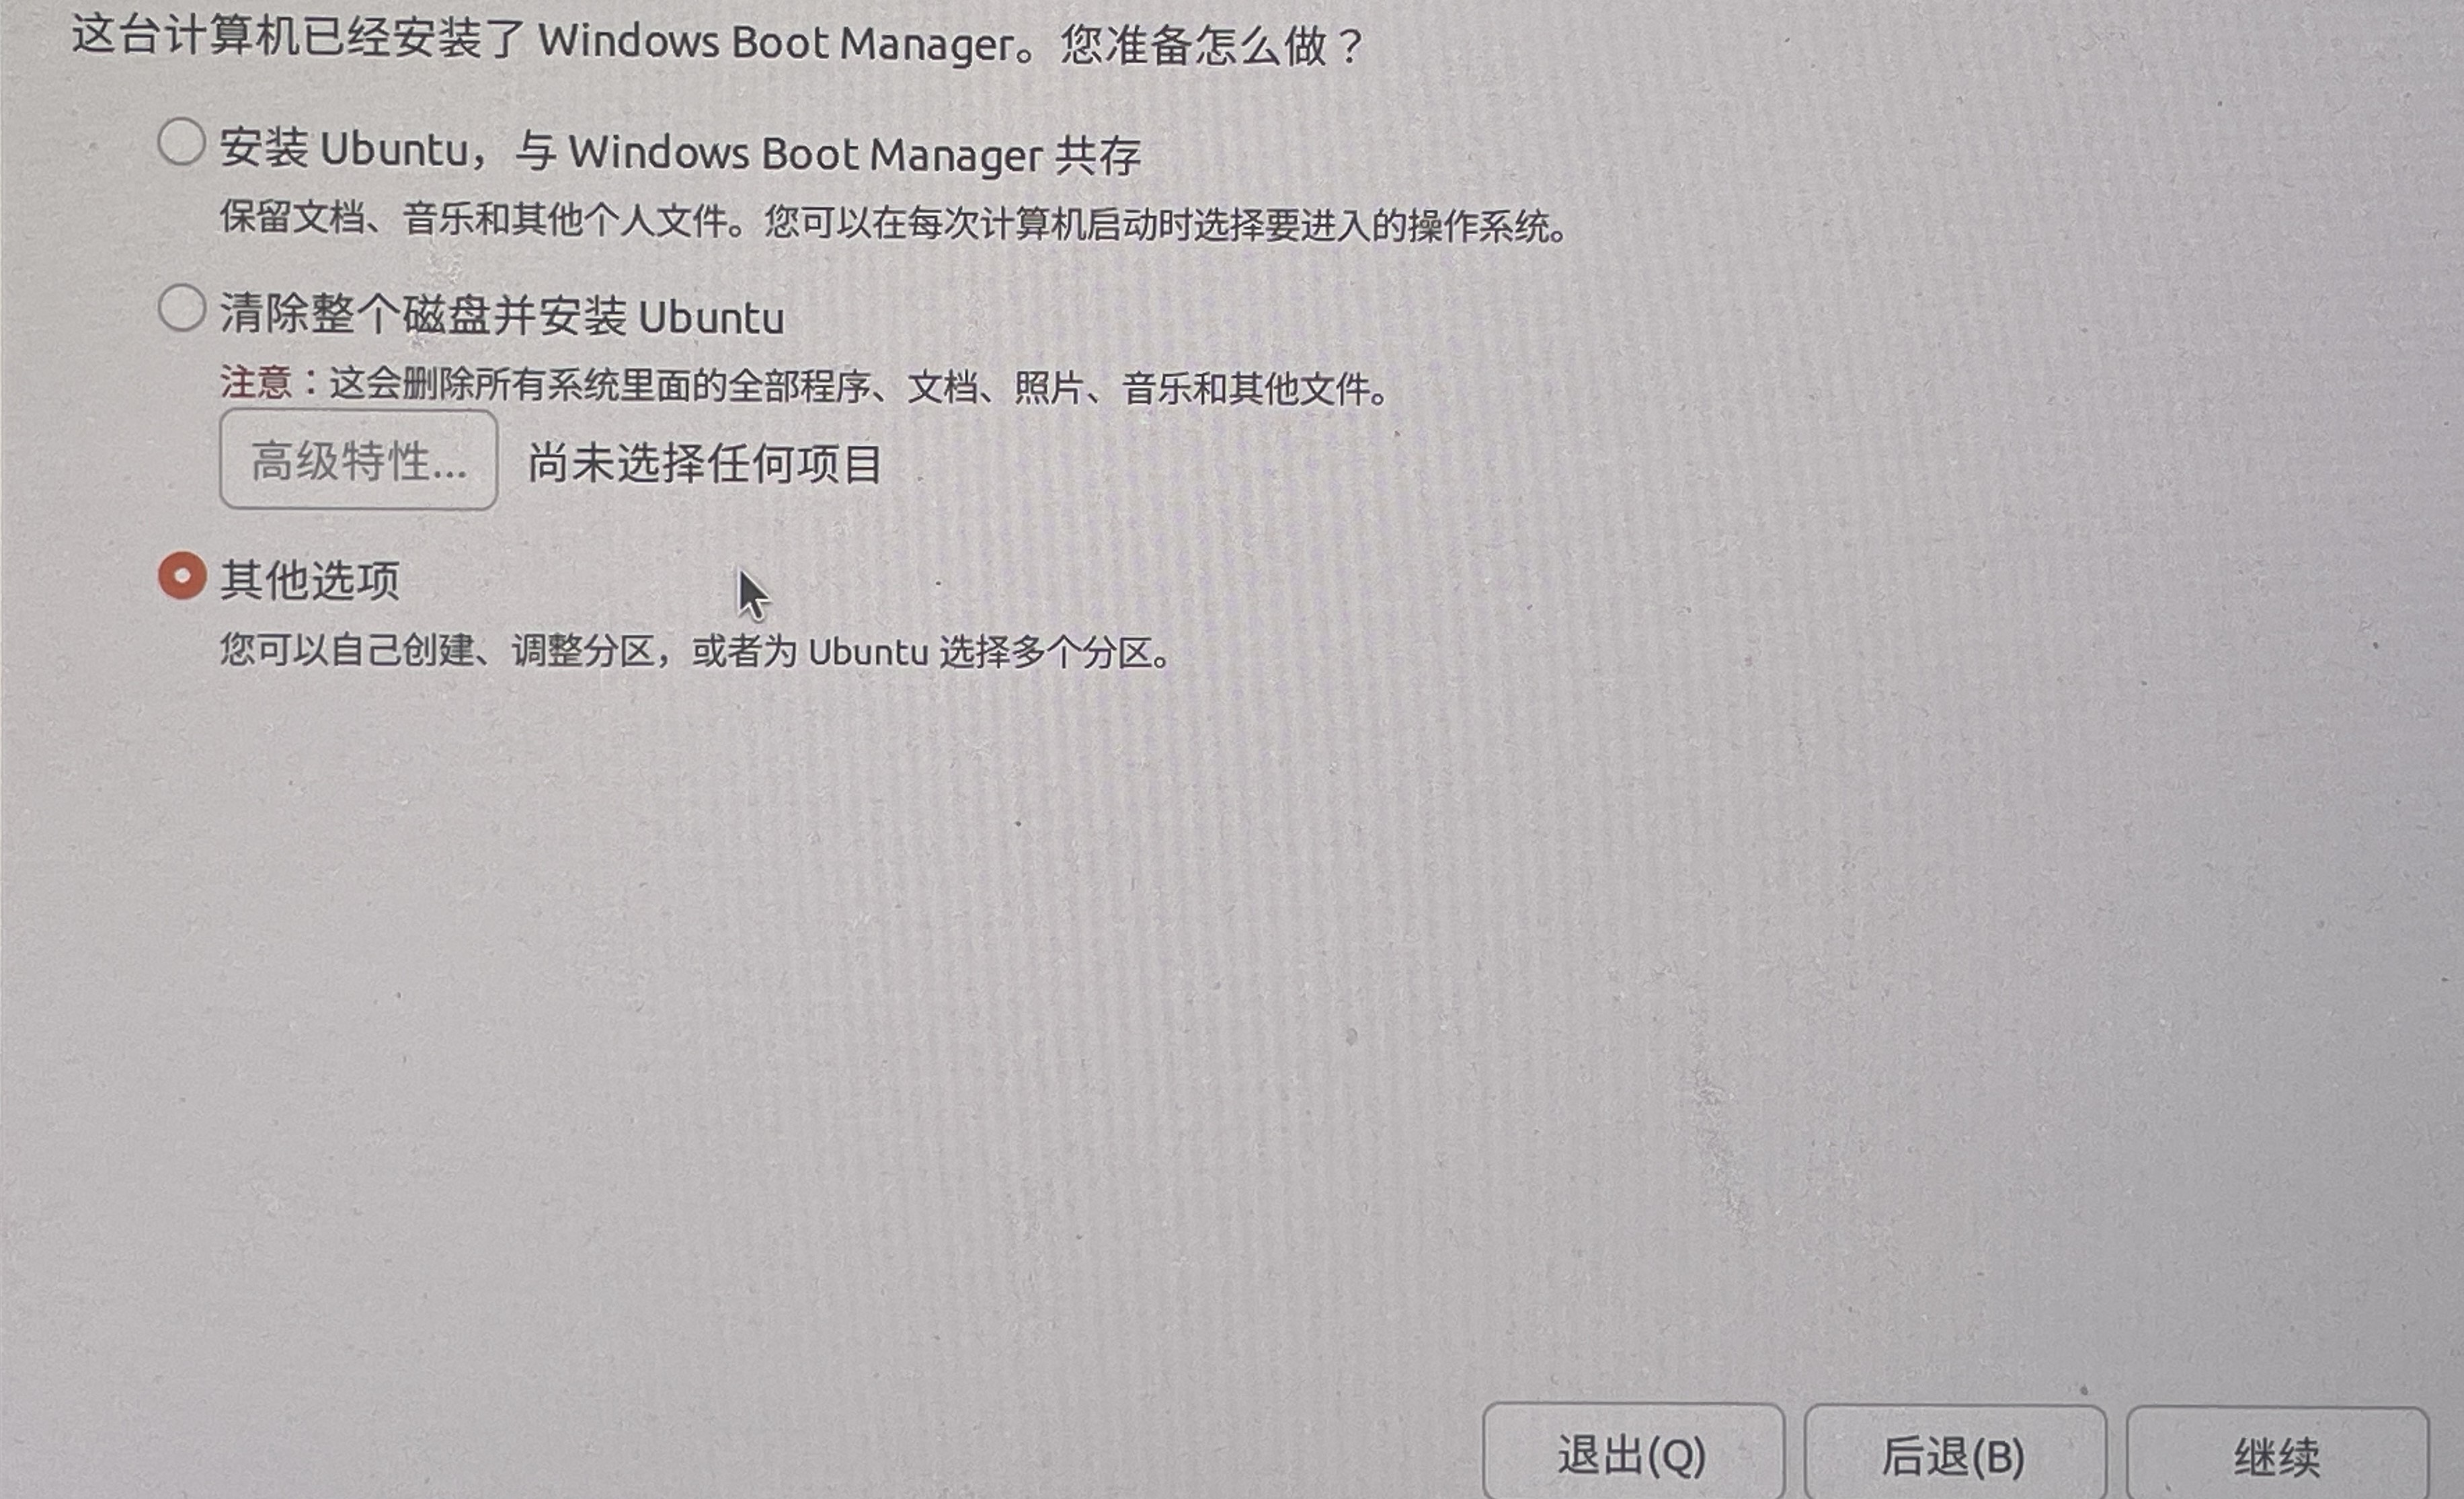 这台计算机已经安装了 Windows Boot Manager。您准备怎么做？
安装 Ubuntu，与 Windows Boot Manager 共存
保留文档、音乐和其他个人文件。您可以在每次计算机启动时选择要进入的操作系统。
清除整个磁盘并安装 Ubuntu
注意：这会删除所有系统里面的全部程序、文档、照片、音乐和其他文件。
高级特性... 尚未选择任何项目
其他选项
您可以自己创建、调整分区，或者为 Ubuntu 选择多个分区。
退出(Q) 后退(B) 继续